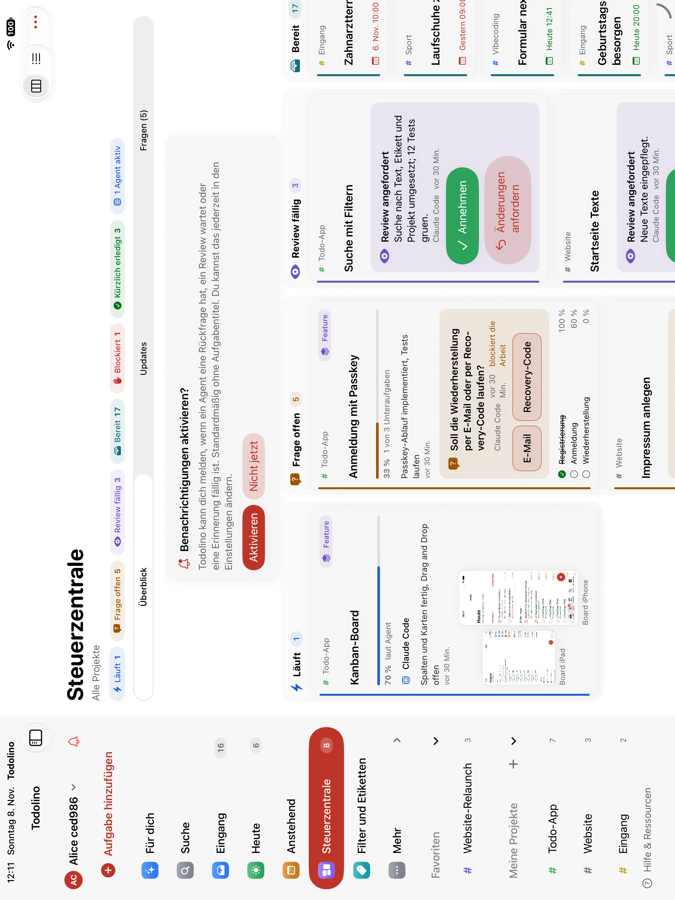 12:11 Sonntag 8. Nov. Todolino
100
Todolino
AC Alice ced986
Aufgabe hinzufügen
Für dich
Suche
Eingang 16
Heute 6
Anstehend
Steuerzentrale 8
Filter und Etiketten
Mehr
Favoriten
# Website-Relaunch 3
Meine Projekte
# Todo-App 7
# Website 3
# Eingang 2
Hilfe & Ressourcen
Steuerzentrale
Alle Projekte
Läuft 1
Frage offen 5
Review fällig 3
Bereit 17
Blockiert 1
Kürzlich erledigt 3
1 Agent aktiv
Überblick
Updates
Fragen (5)
Benachrichtigungen aktivieren?
Todolino kann dich melden, wenn ein Agent eine Rückfrage hat, ein Review wartet oder
eine Erinnerung fällig ist. Standardmäßig ohne Aufgabentitel. Du kannst das jederzeit in den
Einstellungen ändern.
Aktivieren
Nicht jetzt
Läuft 1
# Todo-App
Feature
Kanban-Board
70 % laut Agent
Claude Code
Spalten und Karten fertig, Drag and Drop
offen
vor 30 Min.
Board iPad
Board iPhone
Frage offen 5
# Todo-App
Feature
Anmeldung mit Passkey
33 % 1 von 3 Unteraufgaben
Passkey-Ablauf implementiert, Tests
laufen
vor 30 Min.
Soll die Wiederherstellung
per E-Mail oder per Reco-
very-Code laufen?
Claude Code vor 30 Min. blockiert die Arbeit
E-Mail
Recovery-Code
Registrierung 100 %
Anmeldung 60 %
Wiederherstellung 0 %
# Website
Impressum anlegen
Review fällig 3
# Todo-App
Suche mit Filtern
Review angefordert
Suche nach Text, Etikett und
Projekt umgesetzt; 12 Tests
gruen.
Claude Code vor 30 Min.
Annehmen
Änderungen
anfordern
# Website
Startseite Texte
Review angefordert
Neue Texte eingepflegt.
Claude Code vor 30 Min.
Bereit 17
# Eingang
6. Nov. 10:00
# Sport
Gestern 09:00
# Vibecoding
Heute 12:41
# Eingang
Geburtstags
besorgen
Heute 20:00
# Sport